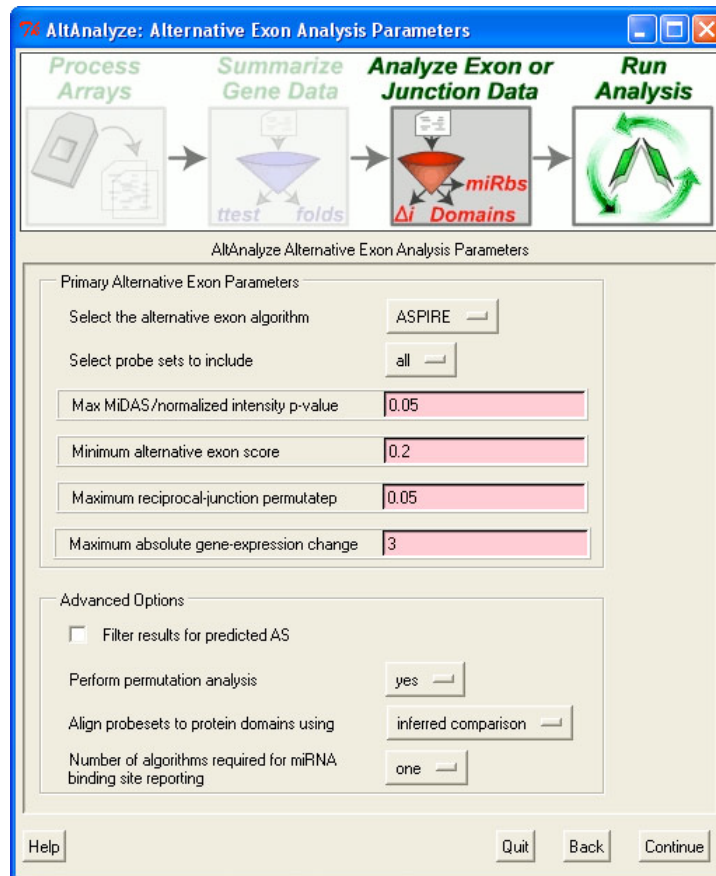 AltAnalyze: Alternative Exon Analysis Parameters
Process Arrays
Summarize Gene Data
Analyze Exon or Junction Data
Run Analysis
ttest folds
miRbs
Δi Domains
AltAnalyze Alternative Exon Analysis Parameters
Primary Alternative Exon Parameters
Select the alternative exon algorithm ASPIRE
Select probe sets to include all
Max MiDAS/normalized intensity p-value 0.05
Minimum alternative exon score 0.2
Maximum reciprocal-junction permutatep 0.05
Maximum absolute gene-expression change 3
Advanced Options
Filter results for predicted AS
Perform permutation analysis yes
Align probesets to protein domains using inferred comparison
Number of algorithms required for miRNA
binding site reporting one
Help Quit Back Continue